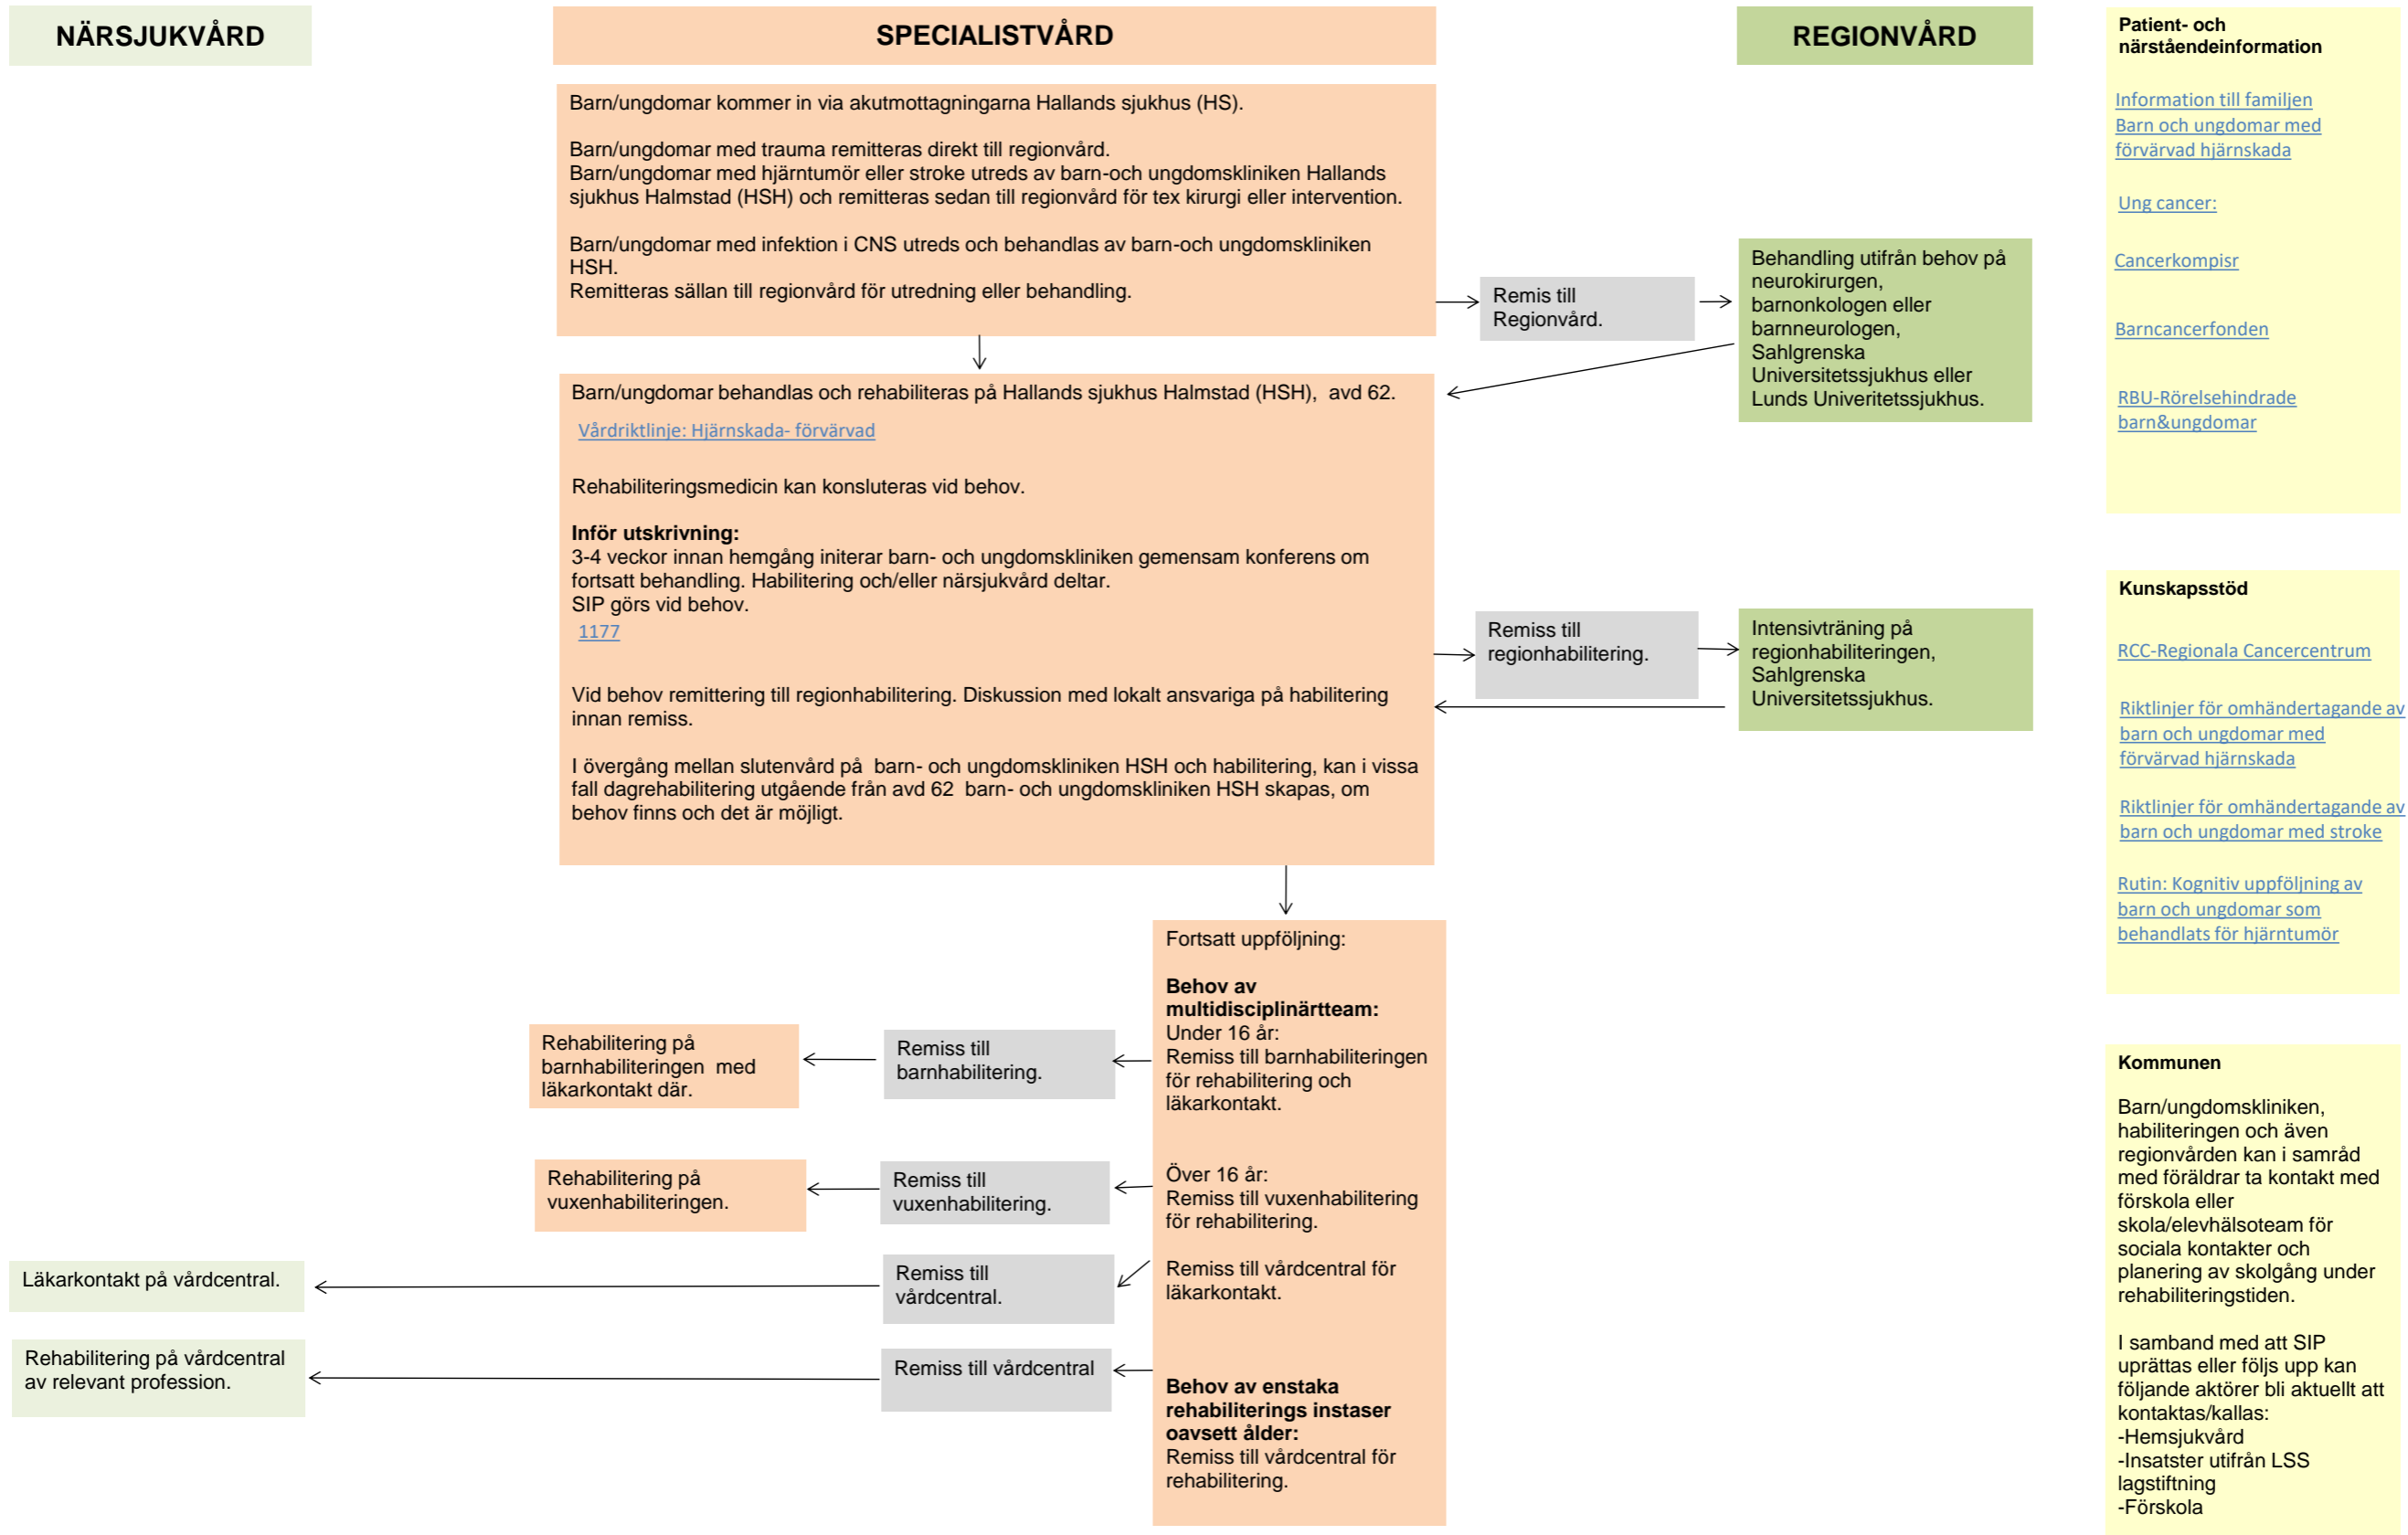 NÄRSJUKVÅRD
SPECIALISTVÅRD
REGIONVÅRD
Barn/ungdomar kommer in via akutmottagningarna Hallands sjukhus (HS).
Barn/ungdomar med trauma remitteras direkt till regionvård.
Barn/ungdomar med hjärntumör eller stroke utreds av barn-och ungdomskliniken Hallands
sjukhus Halmstad (HSH) och remitteras sedan till regionvård för tex kirurgi eller intervention.
Barn/ungdomar med infektion i CNS utreds och behandlas av barn-och ungdomskliniken
HSH.
Remitteras sällan till regionvård för utredning eller behandling.
Remis till
Regionvård.
Behandling utifrån behov på
neurokirurgen,
barnonkologen eller
barnneurologen,
Sahlgrenska
Universitetssjukhus eller
Lunds Univeritetssjukhus.
Barn/ungdomar behandlas och rehabiliteras på Hallands sjukhus Halmstad (HSH), avd 62.
Vårdriktlinje: Hjärnskada- förvärvad
Rehabiliteringsmedicin kan konsluteras vid behov.
Inför utskrivning:
3-4 veckor innan hemgång initerar barn- och ungdomskliniken gemensam konferens om
fortsatt behandling. Habilitering och/eller närsjukvård deltar.
SIP görs vid behov.
1177
Vid behov remittering till regionhabilitering. Diskussion med lokalt ansvariga på habilitering
innan remiss.
I övergång mellan slutenvård på barn- och ungdomskliniken HSH och habilitering, kan i vissa
fall dagrehabilitering utgående från avd 62 barn- och ungdomskliniken HSH skapas, om
behov finns och det är möjligt.
Remiss till
regionhabilitering.
Intensivträning på
regionhabiliteringen,
Sahlgrenska
Universitetssjukhus.
Fortsatt uppföljning:
Behov av
multidisciplinärtteam:
Under 16 år:
Remiss till barnhabiliteringen
för rehabilitering och
läkarkontakt.
Över 16 år:
Remiss till vuxenhabilitering
för rehabilitering.
Remiss till vårdcentral för
läkarkontakt.
Behov av enstaka
rehabiliterings instaser
oavsett ålder:
Remiss till vårdcentral för
rehabilitering.
Remiss till
barnhabilitering.
Rehabilitering på
barnhabiliteringen med
läkarkontakt där.
Remiss till
vuxenhabilitering.
Rehabilitering på
vuxenhabiliteringen.
Remiss till
vårdcentral.
Läkarkontakt på vårdcentral.
Remiss till vårdcentral
Rehabilitering på vårdcentral
av relevant profession.
Patient- och
närståendeinformation
Information till familjen
Barn och ungdomar med
förvärvad hjärnskada
Ung cancer:
Cancerkompisr
Barncancerfonden
RBU-Rörelsehindrade
barn&ungdomar
Kunskapsstöd
RCC-Regionala Cancercentrum
Riktlinjer för omhändertagande av
barn och ungdomar med
förvärvad hjärnskada
Riktlinjer för omhändertagande av
barn och ungdomar med stroke
Rutin: Kognitiv uppföljning av
barn och ungdomar som
behandlats för hjärntumör
Kommunen
Barn/ungdomskliniken,
habiliteringen och även
regionvården kan i samråd
med föräldrar ta kontakt med
förskola eller
skola/elevhälsoteam för
sociala kontakter och
planering av skolgång under
rehabiliteringstiden.
I samband med att SIP
uprättas eller följs upp kan
följande aktörer bli aktuellt att
kontaktas/kallas:
-Hemsjukvård
-Insatster utifrån LSS
lagstiftning
-Förskola